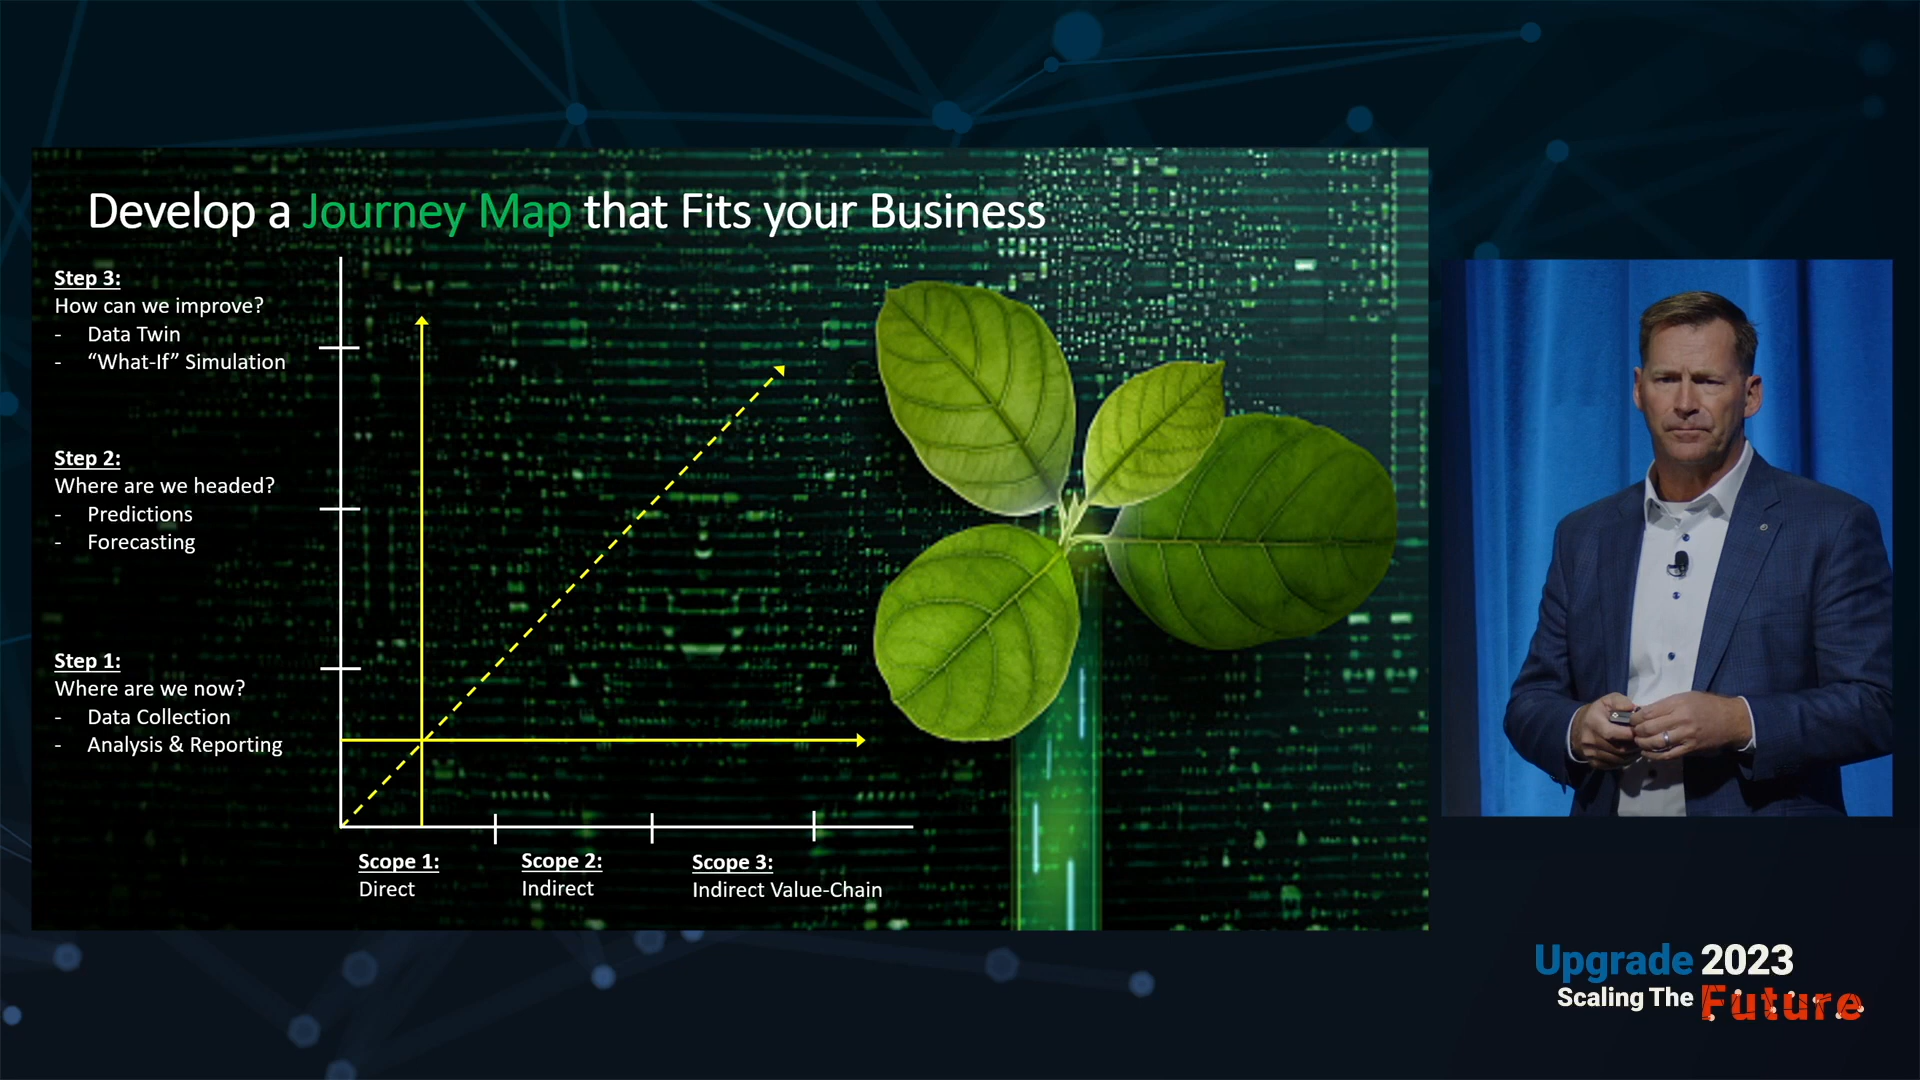 Develop a Journey Map that Fits your Business
Step 3:
How can we improve?
- Data Twin
- “What-If” Simulation
Step 2:
Where are we headed?
- Predictions
- Forecasting
Step 1:
Where are we now?
- Data Collection
- Analysis & Reporting
Scope 1:
Direct
Scope 2:
Indirect
Scope 3:
Indirect Value-Chain
Upgrade 2023
Scaling The Future